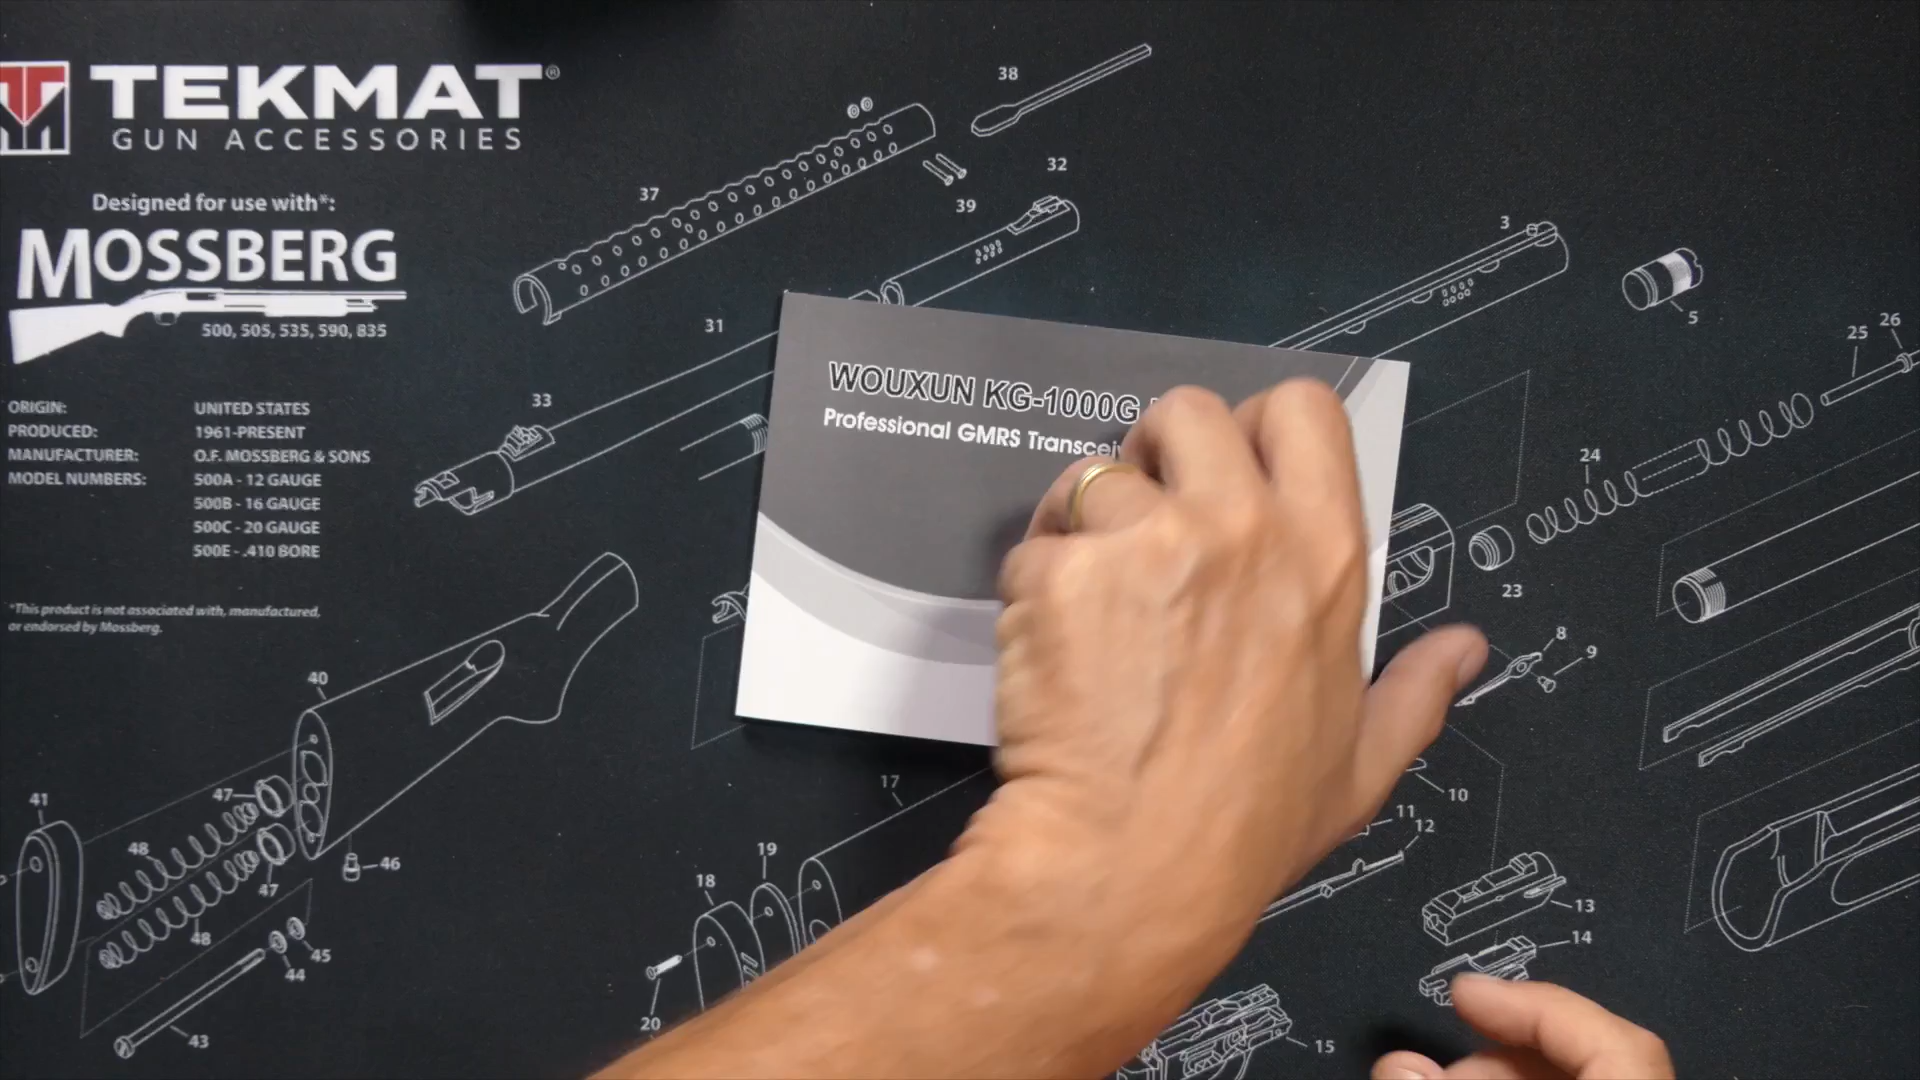 TEKMAT®
GUN ACCESSORIES
Designed for use with*:
MOSSBERG
500, 505, 535, 590, 835
ORIGIN: UNITED STATES
PRODUCED: 1961-PRESENT
MANUFACTURER: O.F. MOSSBERG & SONS
MODEL NUMBERS: 500A - 12 GAUGE
500B - 16 GAUGE
500C - 20 GAUGE
500E - .410 BORE
*This product is not associated with, manufactured,
or endorsed by Mossberg.
WOUXUN KG-1000G
Professional GMRS
38
32
37
39
3
5
31
26
25
33
24
23
8
9
40
17
10
41
47
11
12
48
19
46
18
47
13
48
14
45
44
20
43
15